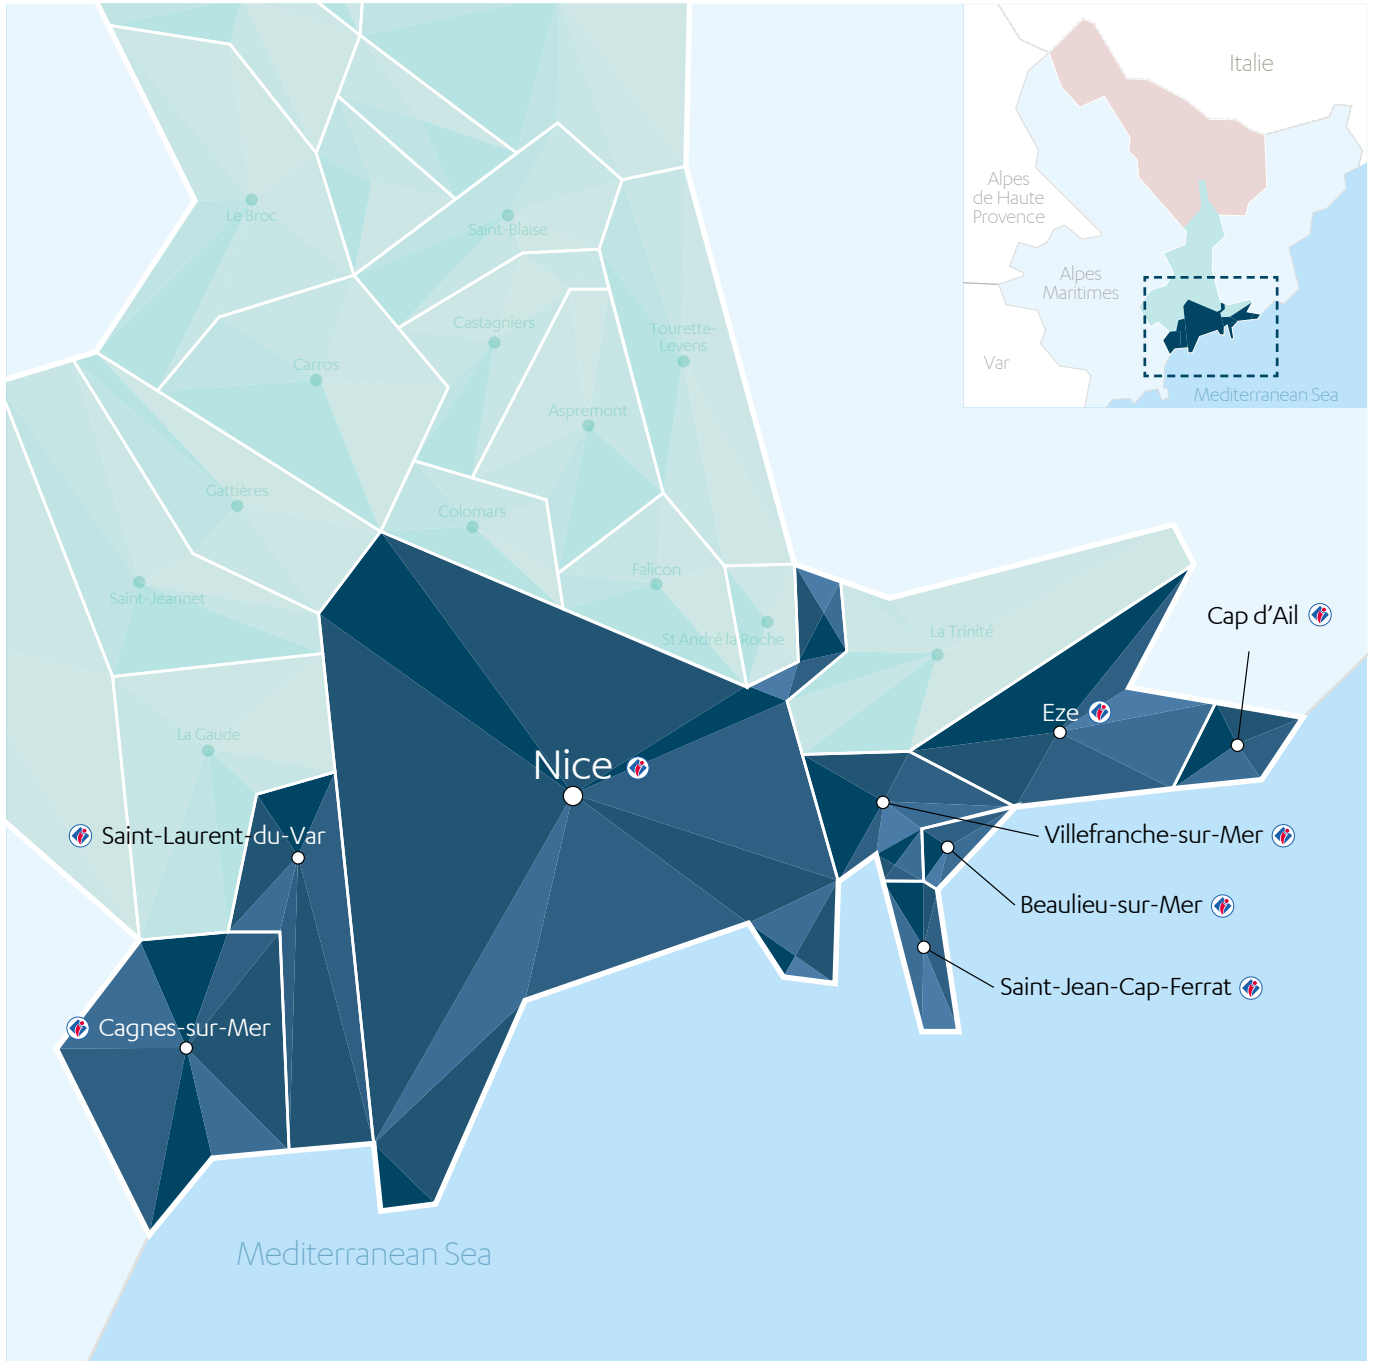 Italie
Alpes
de Haute
Provence
Alpes
Maritimes
Var
Mediterranean Sea
Le Broc
Saint-Blaise
Castagniers
Tourette-
Levens
Carros
Aspremont
Gattières
Colomars
Falicon
Saint-Jeannet
St André la Roche
La Trinité
Cap d’Ail
Eze
La Gaude
Nice
Saint-Laurent-du-Var
Villefranche-sur-Mer
Beaulieu-sur-Mer
Saint-Jean-Cap-Ferrat
Cagnes-sur-Mer
Mediterranean Sea